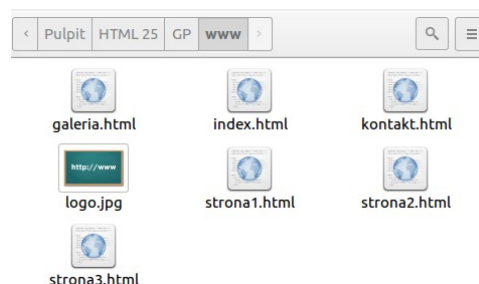 Pulpit HTML 25 GP www
galeria.html index.html kontakt.html
http://www
logo.jpg strona1.html strona2.html
strona3.html